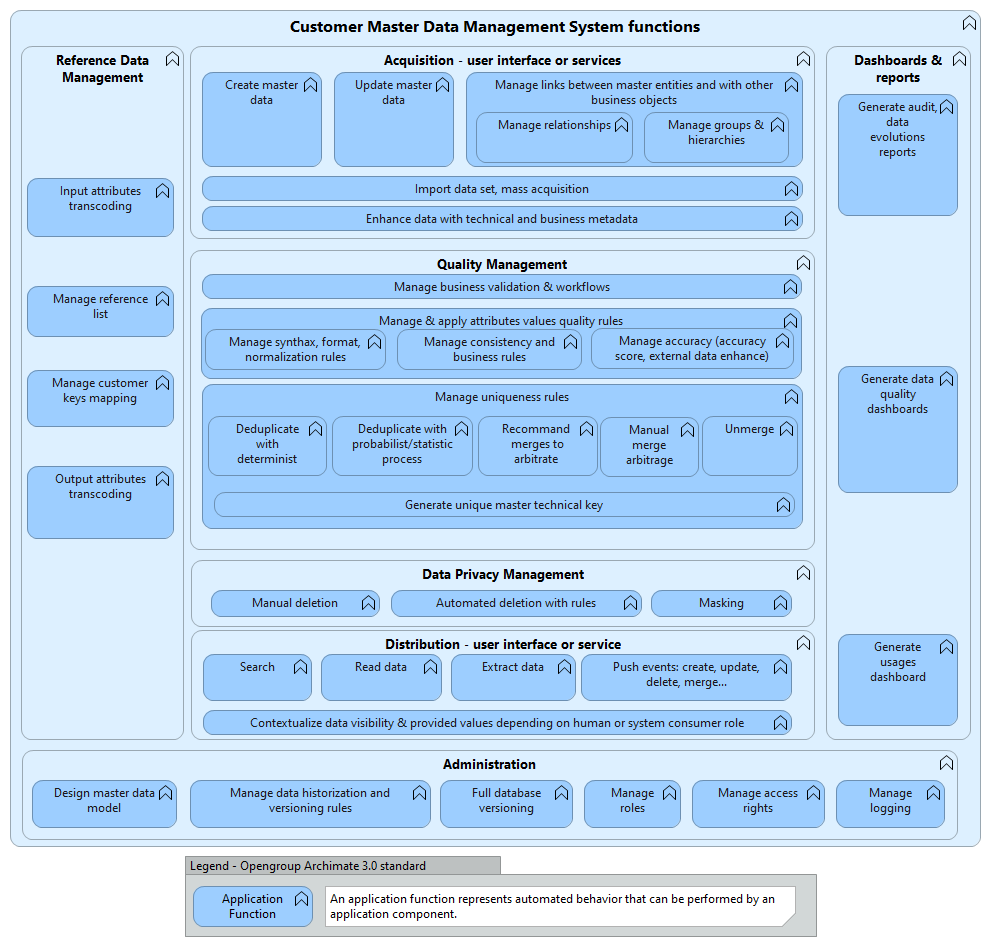 Customer Master Data Management System functions
Reference Data
Management
Input attributes
transcoding
Manage reference
list
Manage customer
keys mapping
Output attributes
transcoding
Acquisition - user interface or services
Create master
data
Update master
data
Manage links between master entities and with other
business objects
Manage relationships
Manage groups &
hierarchies
Import data set, mass acquisition
Enhance data with technical and business metadata
Quality Management
Manage business validation & workflows
Manage & apply attributes values quality rules
Manage synthax, format,
normalization rules
Manage consistency and
business rules
Manage accuracy (accuracy
score, external data enhance)
Manage uniqueness rules
Deduplicate
with
determinist
Deduplicate with
probabilist/statistic
process
Recommand
merges to
arbitrate
Manual
merge
arbitrage
Unmerge
Generate unique master technical key
Data Privacy Management
Manual deletion
Automated deletion with rules
Masking
Distribution - user interface or service
Search
Read data
Extract data
Push events: create, update,
delete, merge...
Contextualize data visibility & provided values depending on human or system consumer role
Dashboards &
reports
Generate audit,
data
evolutions
reports
Generate data
quality
dashboards
Generate
usages
dashboard
Administration
Design master data
model
Manage data historization and
versioning rules
Full database
versioning
Manage
roles
Manage access
rights
Manage
logging
Legend - Opengroup Archimate 3.0 standard
Application
Function
An application function represents automated behavior that can be performed by an
application component.